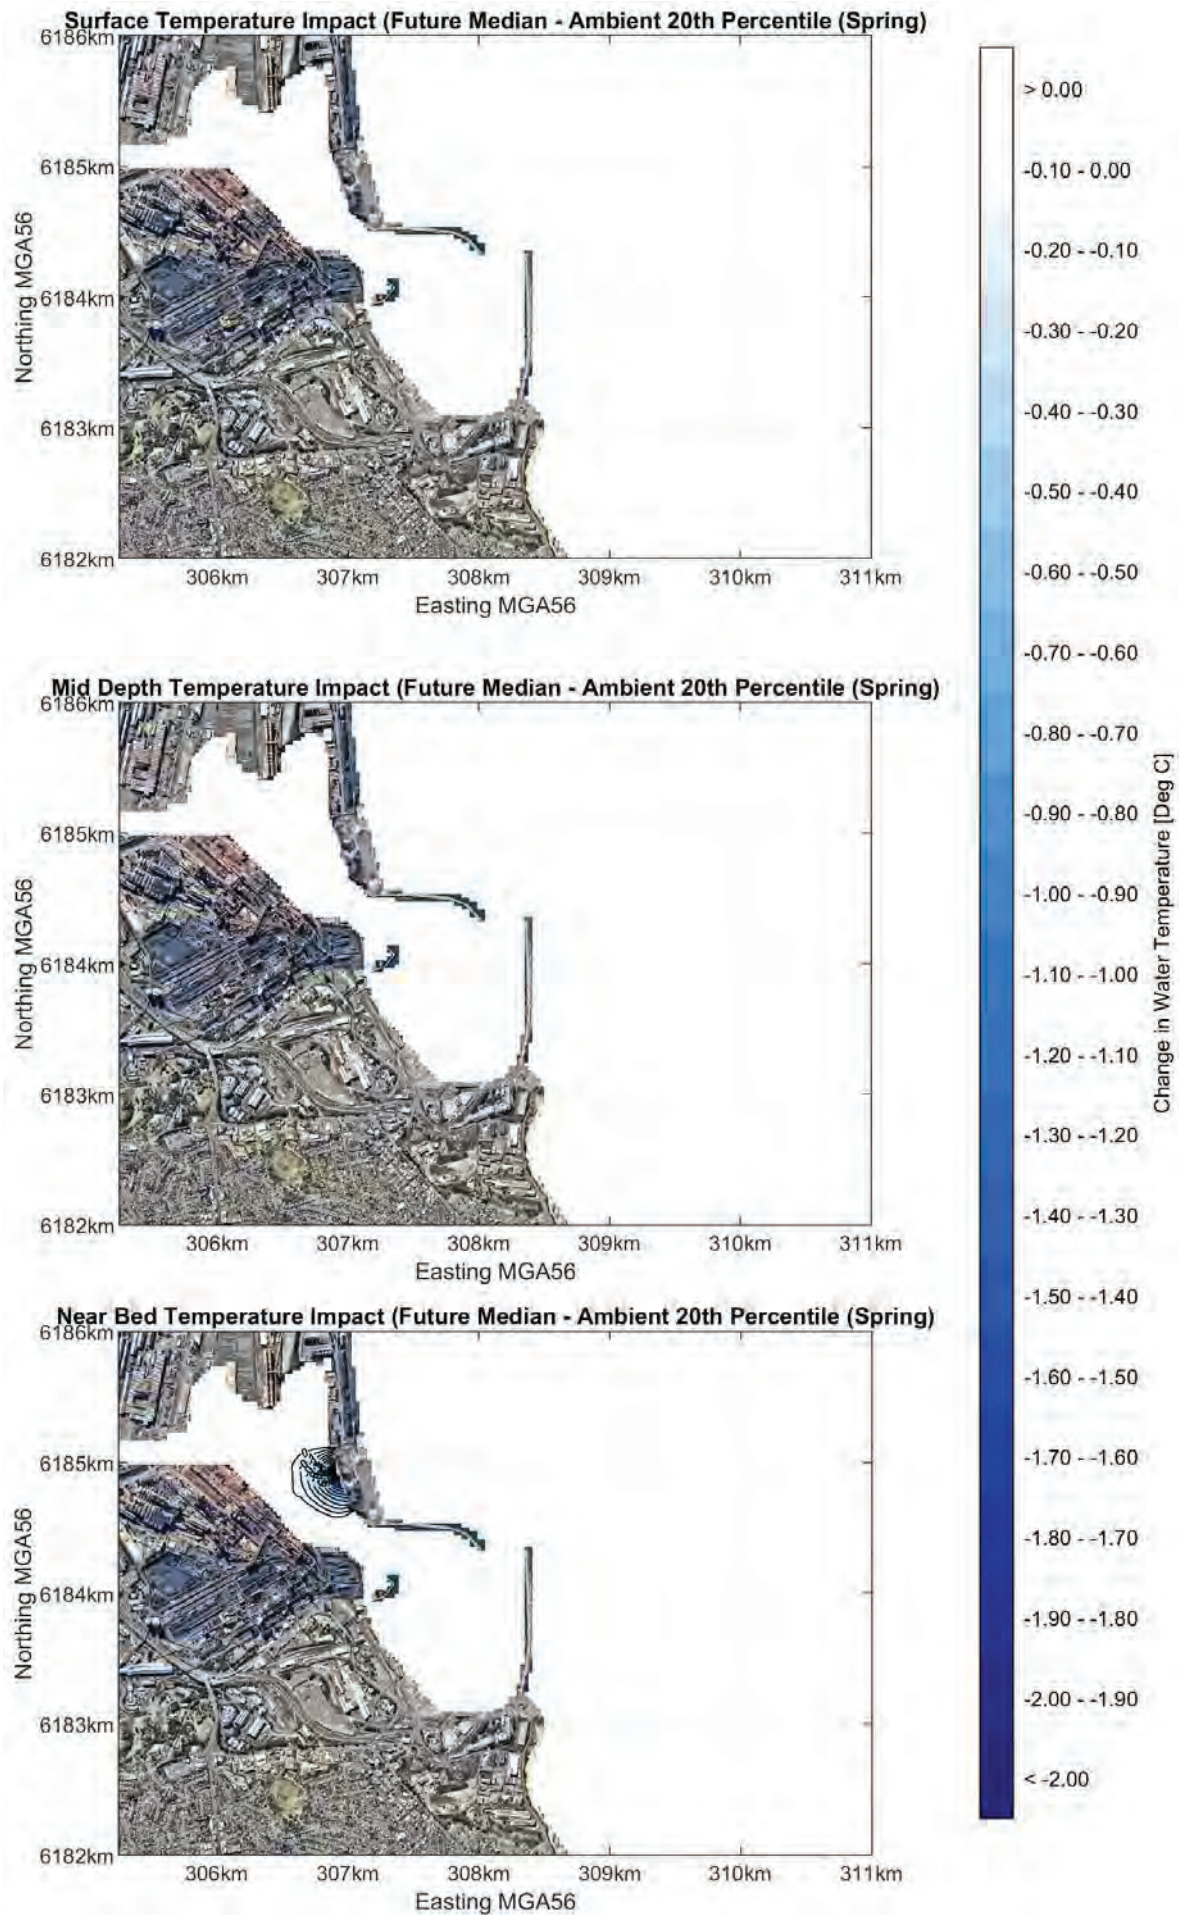 Surface Temperature Impact (Future Median - Ambient 20th Percentile (Spring)
6186km
6185km
6184km
6183km
6182km
Northing MGA56
306km 307km 308km 309km 310km 311km
Easting MGA56
Mid Depth Temperature Impact (Future Median - Ambient 20th Percentile (Spring)
6186km
6185km
6184km
6183km
6182km
Northing MGA56
306km 307km 308km 309km 310km 311km
Easting MGA56
Near Bed Temperature Impact (Future Median - Ambient 20th Percentile (Spring)
6186km
6185km
6184km
6183km
6182km
Northing MGA56
306km 307km 308km 309km 310km 311km
Easting MGA56
> 0.00
-0.10 - 0.00
-0.20 - -0.10
-0.30 - -0.20
-0.40 - -0.30
-0.50 - -0.40
-0.60 - -0.50
-0.70 - -0.60
-0.80 - -0.70
-0.90 - -0.80
-1.00 - -0.90
-1.10 - -1.00
-1.20 - -1.10
-1.30 - -1.20
-1.40 - -1.30
-1.50 - -1.40
-1.60 - -1.50
-1.70 - -1.60
-1.80 - -1.70
-1.90 - -1.80
-2.00 - -1.90
< -2.00
Change in Water Temperature [Deg C]